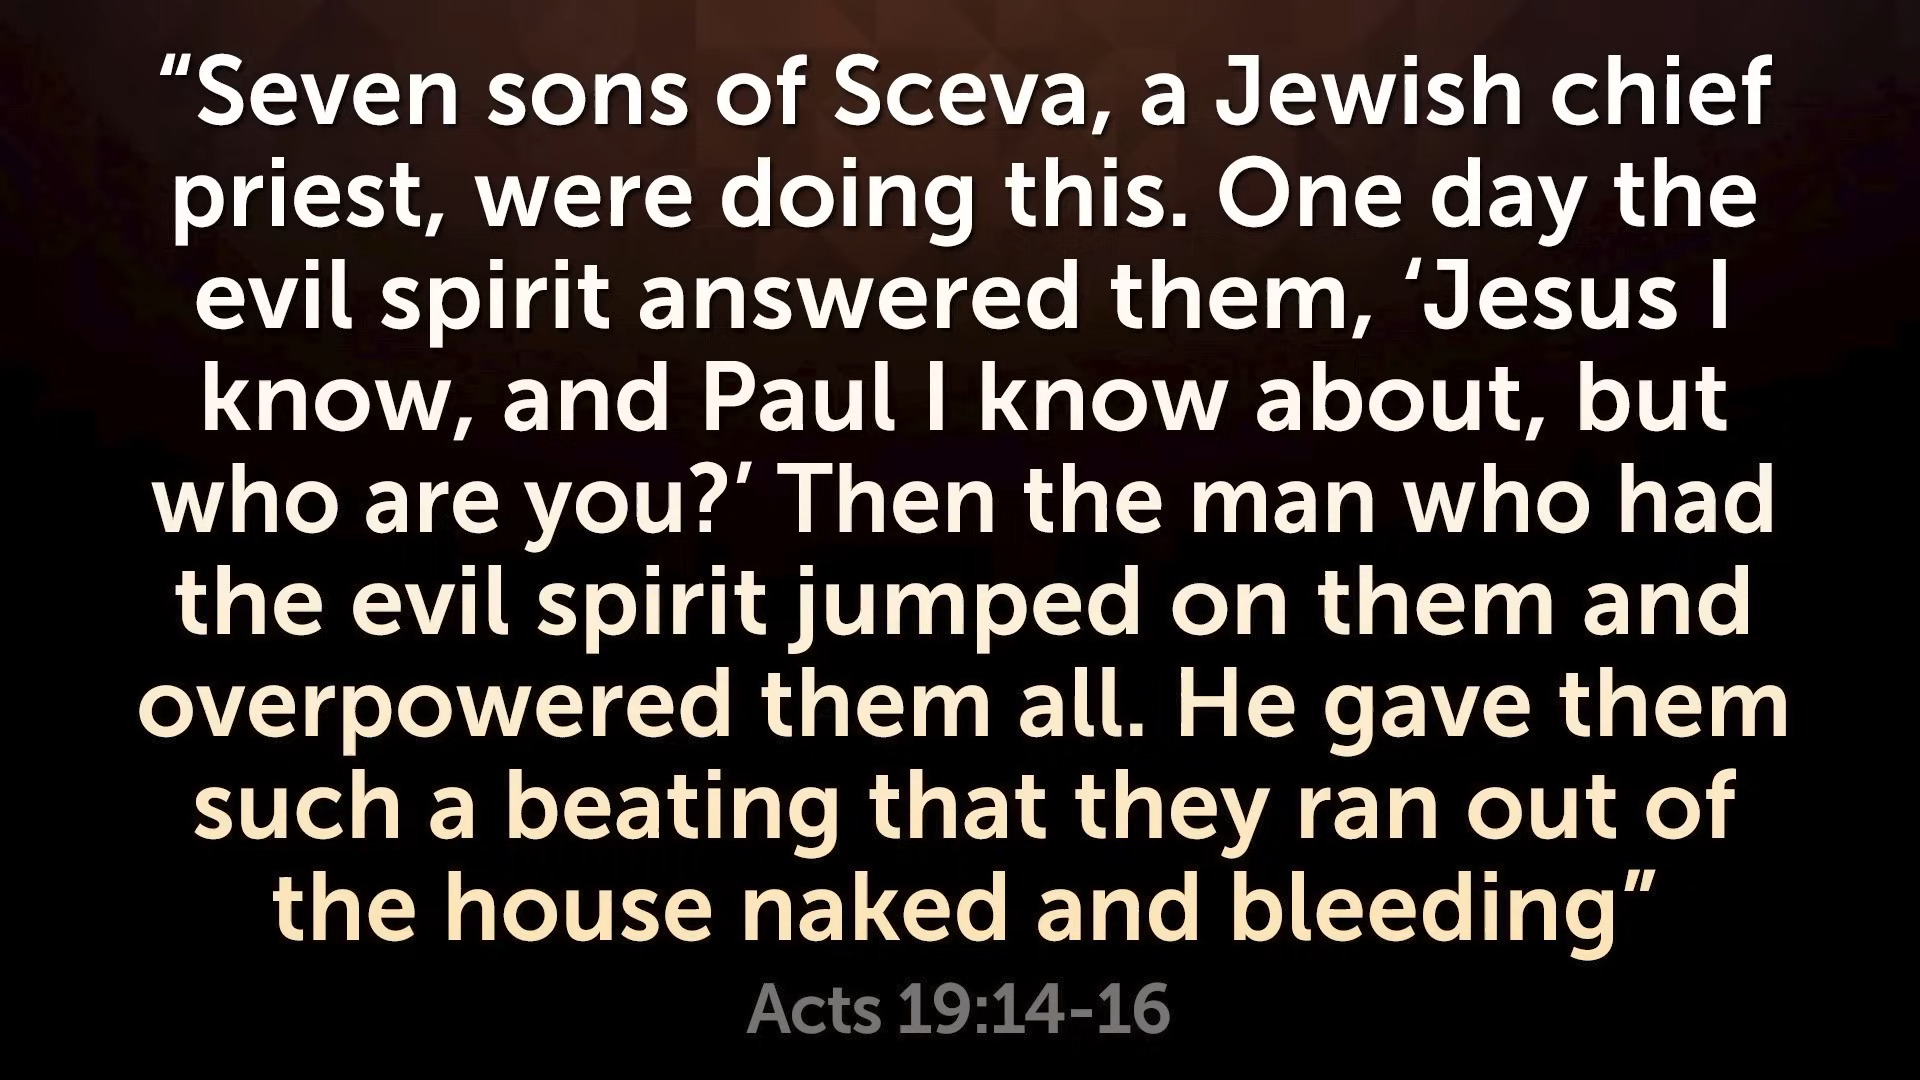 “Seven sons of Sceva, a Jewish chief
priest, were doing this. One day the
evil spirit answered them, ‘Jesus I
know, and Paul I know about, but
who are you?’ Then the man who had
the evil spirit jumped on them and
overpowered them all. He gave them
such a beating that they ran out of
the house naked and bleeding”
Acts 19:14-16